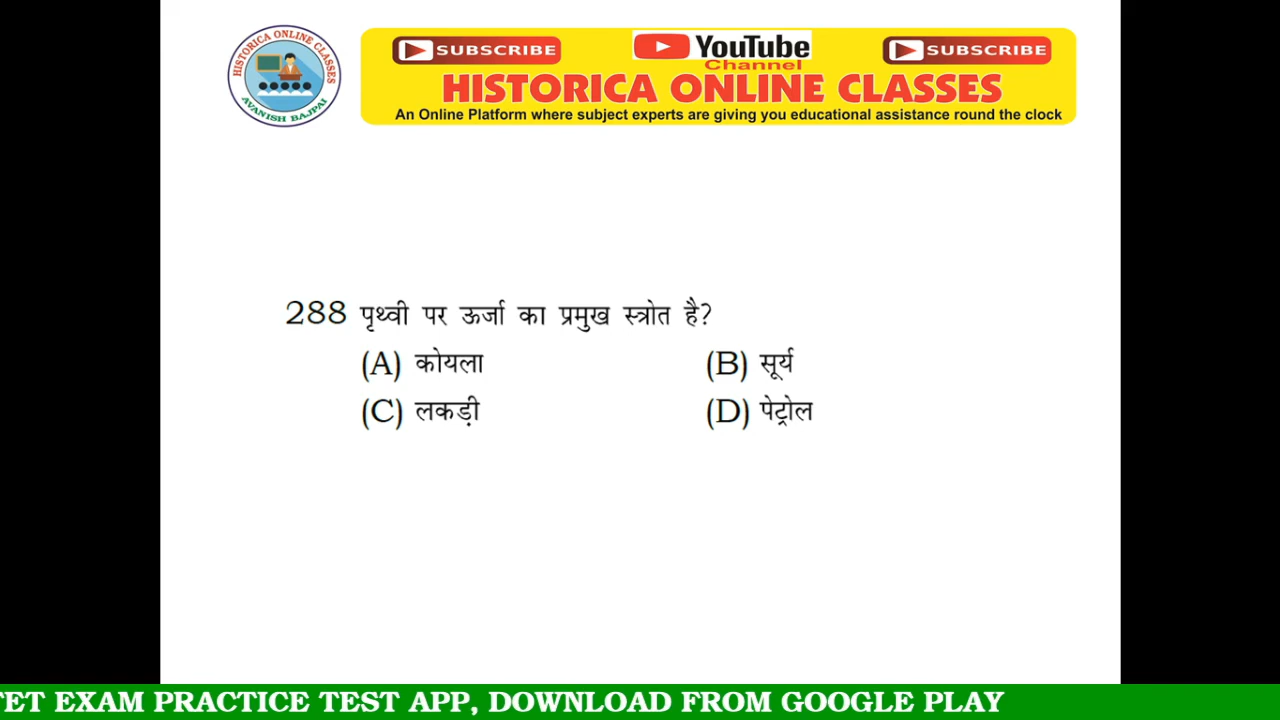 HISTORICA ONLINE CLASSES
AVANISH BAJPAI
SUBSCRIBE
YouTube
SUBSCRIBE
Channel
HISTORICA ONLINE CLASSES
An Online Platform where subject experts are giving you educational assistance round the clock
288 पृथ्वी पर ऊर्जा का प्रमुख स्त्रोत है?
(A) कोयला (B) सूर्य
(C) लकड़ी (D) पेट्रोल
TET EXAM PRACTICE TEST APP, DOWNLOAD FROM GOOGLE PLAY